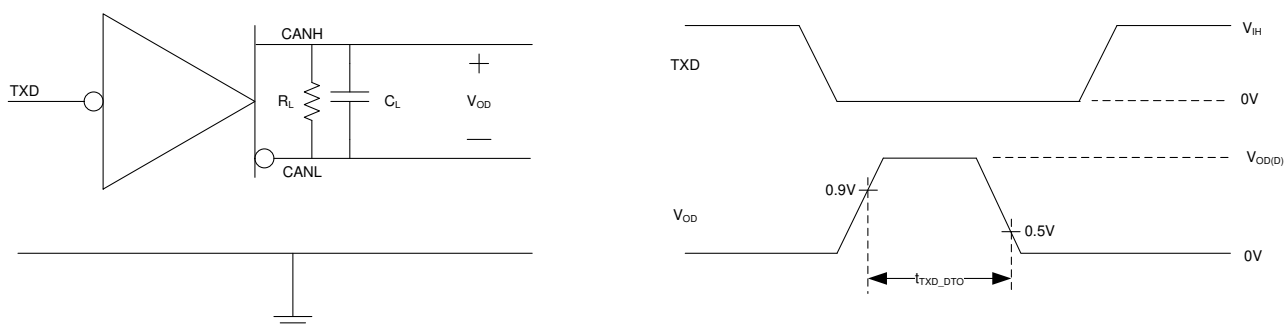 CANH
TXD
R_L
C_L
V_OD
CANL
TXD
V_IH
0V
V_OD(D)
0.9V
V_OD
0.5V
0V
t_TXD_DTO